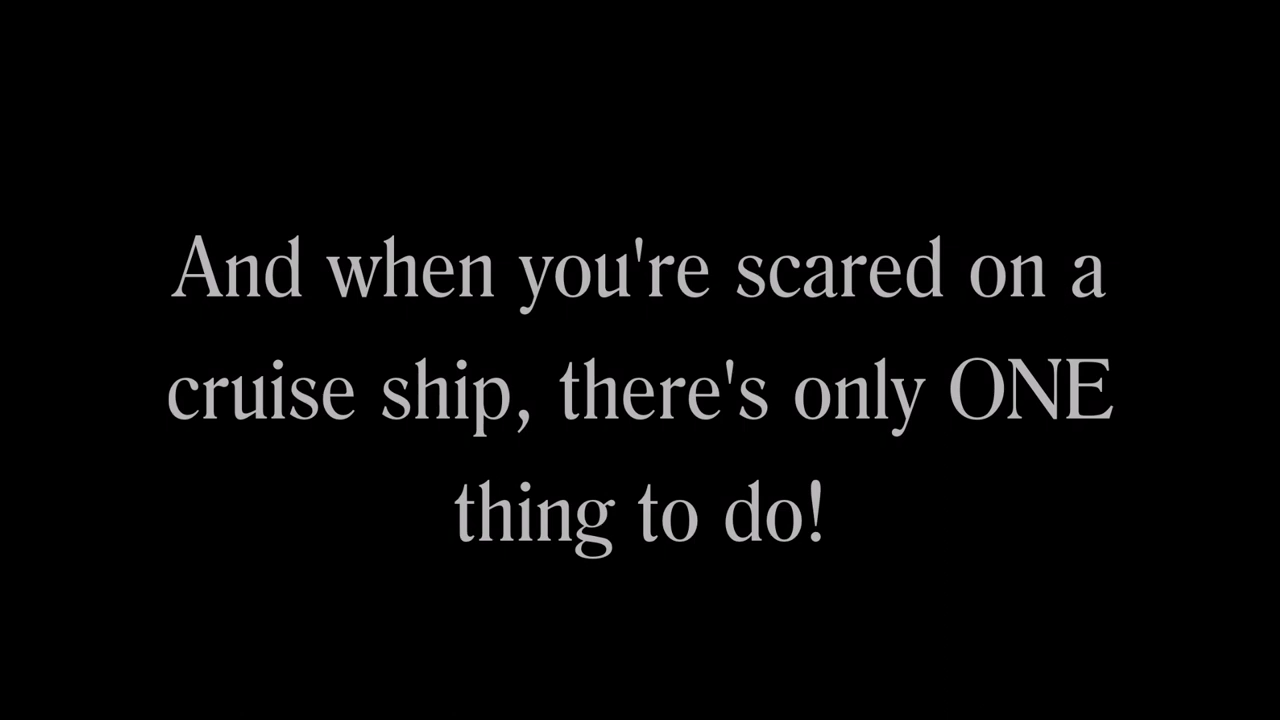 And when you're scared on a
cruise ship, there's only ONE
thing to do!